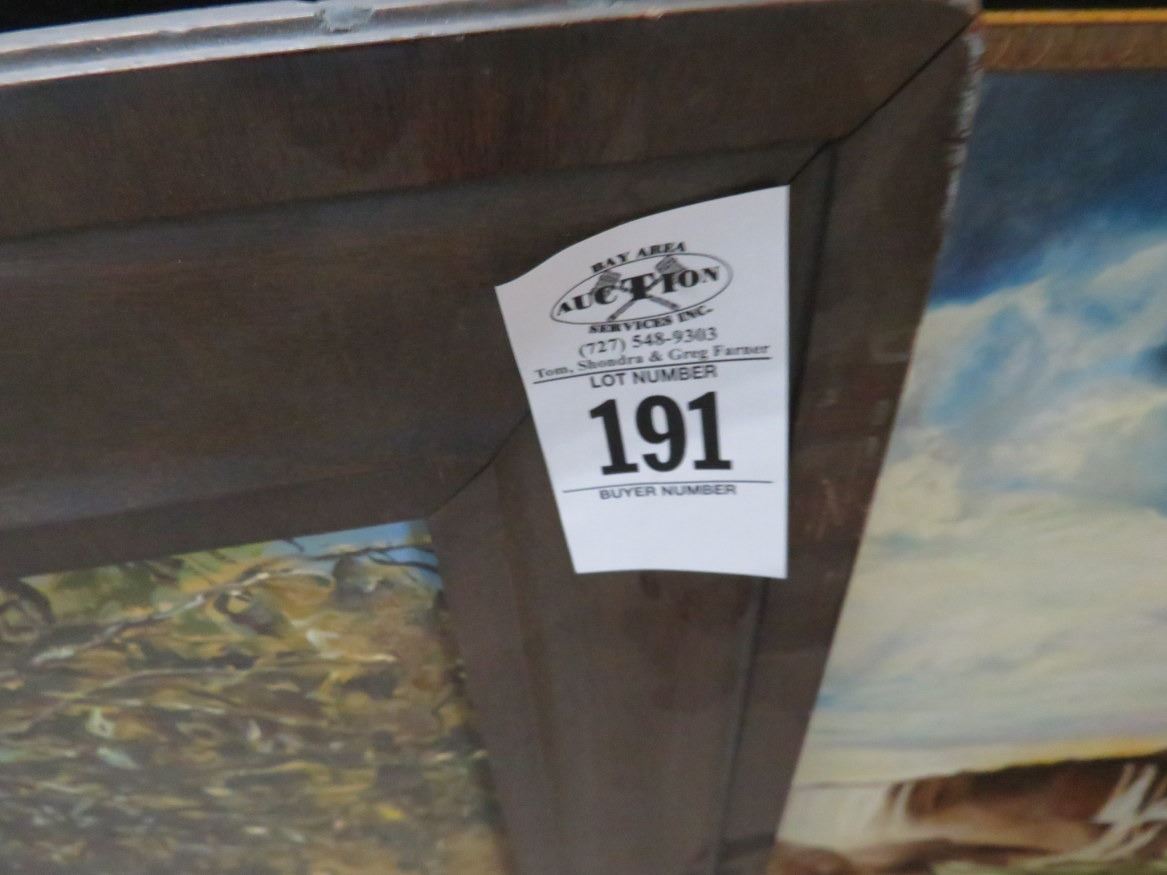 BAY AREA
AUCTION
SERVICES INC.
(727) 548-9303
Tom, Shondra & Greg Farner
LOT NUMBER
191
BUYER NUMBER